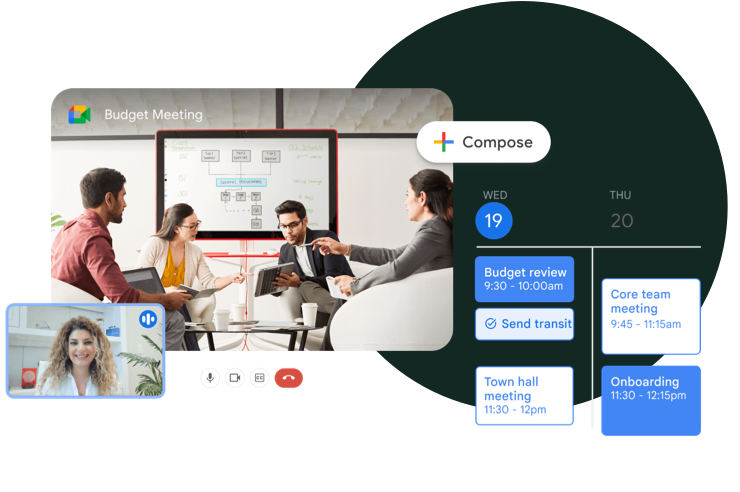 Budget Meeting
Compose
WED
THU
19
20
Budget review
9:30 - 10:00am
Send transit
Core team
meeting
9:45 - 11:15am
Town hall
meeting
11:30 - 12pm
Onboarding
11:30 - 12:15pm